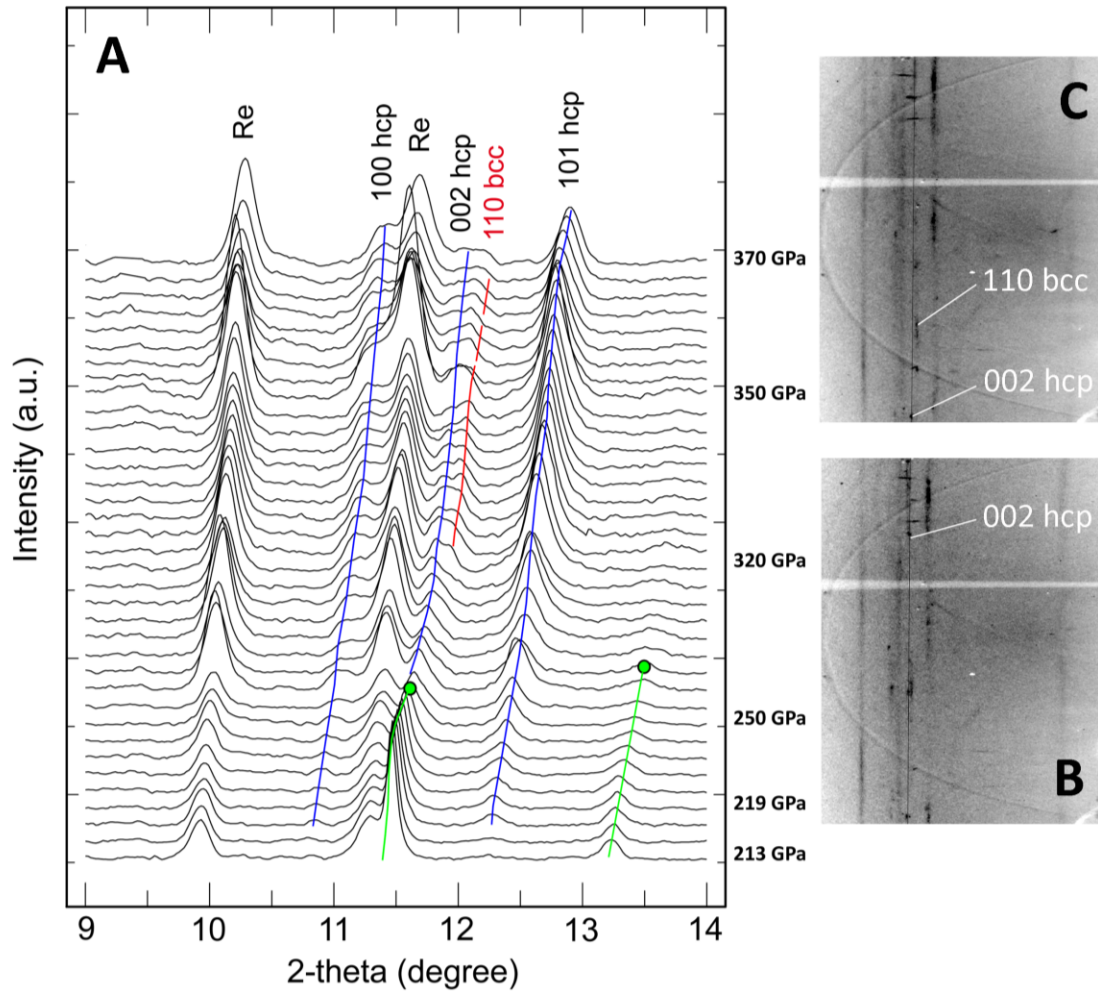 A
Re
100 hcp
Re
002 hcp
110 bcc
101 hcp
370 GPa
350 GPa
320 GPa
250 GPa
219 GPa
213 GPa
Intensity (a.u.)
9 10 11 12 13 14
2-theta (degree)
C
110 bcc
002 hcp
002 hcp
B